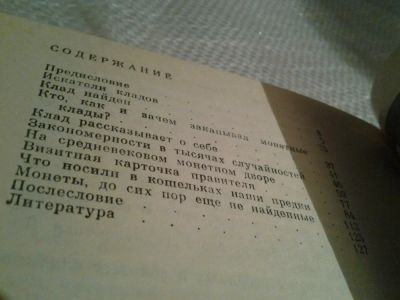 СОДЕРЖАНИЕ
Предисловие
Искатели кладов
Клад найден
Кто, как и зачем закапывал монетные
клады?
Клад рассказывает о себе
Закономерности в тысячах случайностей
На средневековом монетном дворе
Визитная карточка правителя
Что носили в кошельках наши предки
Монеты, до сих пор еще не найденные
Послесловие
Литература
127